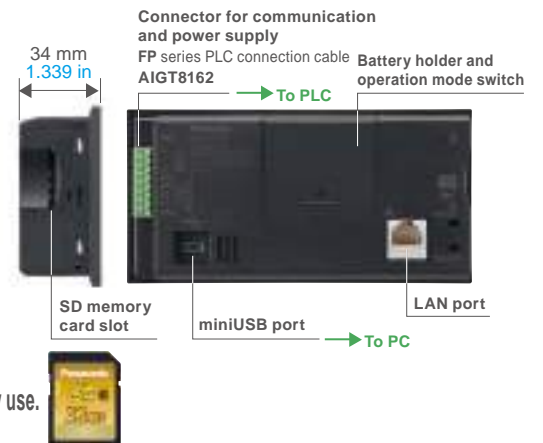 Connector for communication
and power supply
FP series PLC connection cable
AIGT8162
To PLC
Battery holder and
operation mode switch
34 mm
1.339 in
SD memory
card slot
miniUSB port
To PC
LAN port
use.
Panasonic